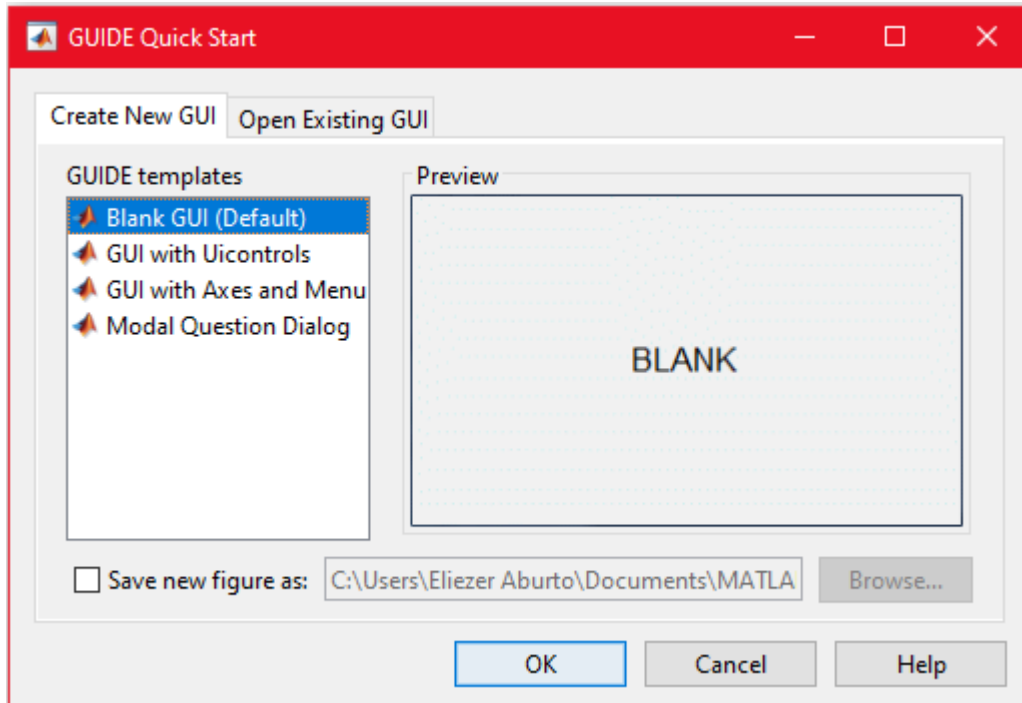 GUIDE Quick Start
Create New GUI
Open Existing GUI
GUIDE templates
Blank GUI (Default)
GUI with Uicontrols
GUI with Axes and Menu
Modal Question Dialog
Preview
BLANK
Save new figure as:
C:\Users\Eliezer Aburto\Documents\MATLA
Browse...
OK
Cancel
Help